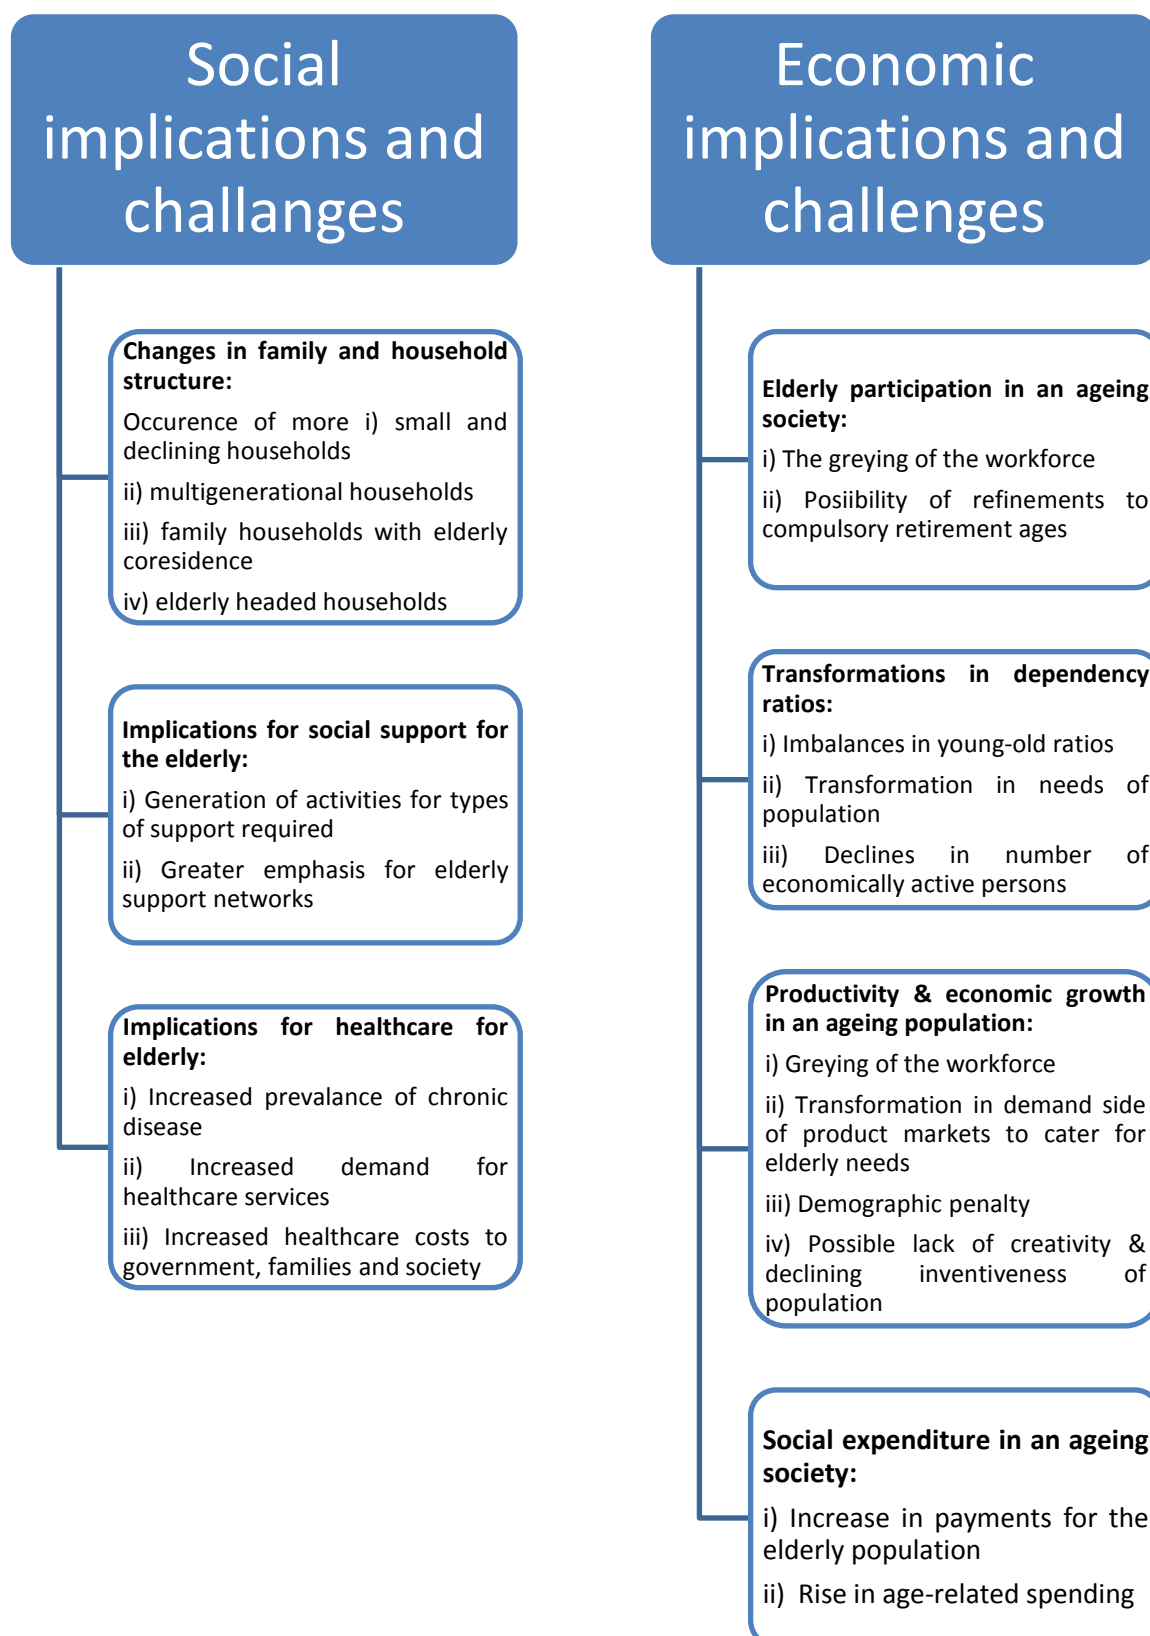 Social
implications and
challanges
Changes in family and household
structure:
Occurence of more i) small and
declining households
ii) multigenerational households
iii) family households with elderly
coresidence
iv) elderly headed households
Implications for social support for
the elderly:
i) Generation of activities for types
of support required
ii) Greater emphasis for elderly
support networks
Implications for healthcare for
elderly:
i) Increased prevalance of chronic
disease
ii) Increased demand for
healthcare services
iii) Increased healthcare costs to
government, families and society
Economic
implications and
challenges
Elderly participation in an ageing
society:
i) The greying of the workforce
ii) Posiibility of refinements to
compulsory retirement ages
Transformations in dependency
ratios:
i) Imbalances in young-old ratios
ii) Transformation in needs of
population
iii) Declines in number of
economically active persons
Productivity & economic growth
in an ageing population:
i) Greying of the workforce
ii) Transformation in demand side
of product markets to cater for
elderly needs
iii) Demographic penalty
iv) Possible lack of creativity &
declining inventiveness of
population
Social expenditure in an ageing
society:
i) Increase in payments for the
elderly population
ii) Rise in age-related spending